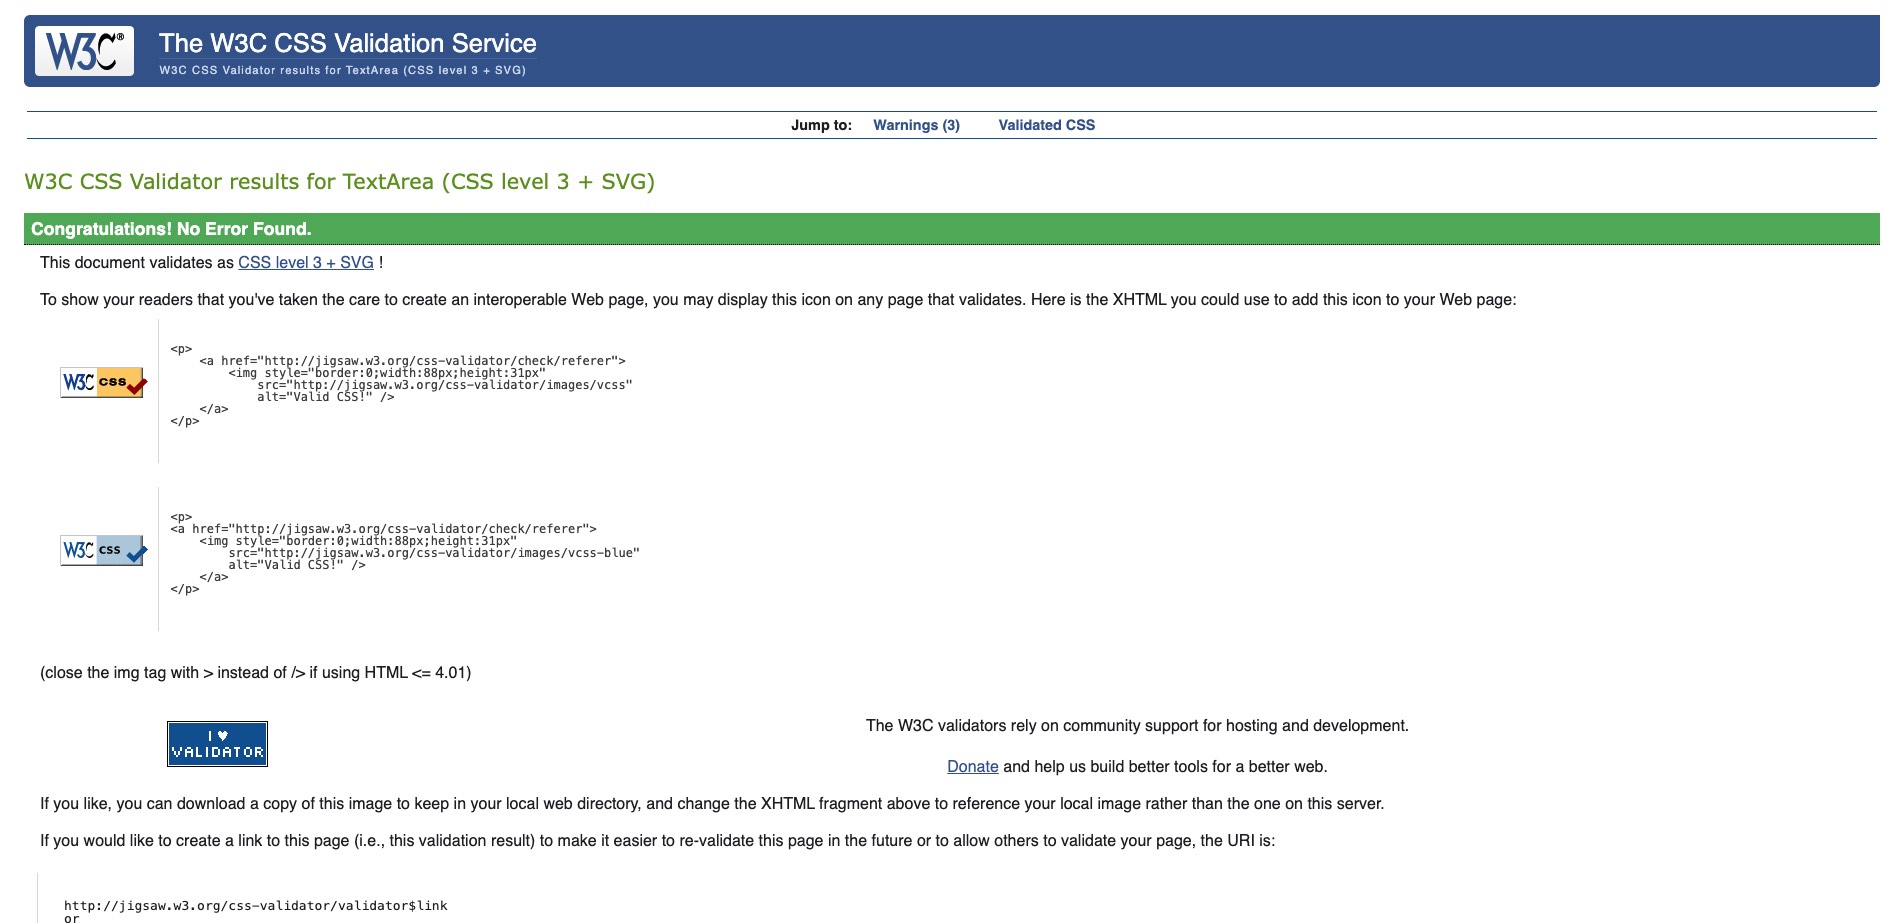 W3C®
The W3C CSS Validation Service
W3C CSS Validator results for TextArea (CSS level 3 + SVG)
Jump to: Warnings (3) Validated CSS
W3C CSS Validator results for TextArea (CSS level 3 + SVG)
Congratulations! No Error Found.
This document validates as CSS level 3 + SVG !
To show your readers that you've taken the care to create an interoperable Web page, you may display this icon on any page that validates. Here is the XHTML you could use to add this icon to your Web page:
W3C css
<p>
    <a href="http://jigsaw.w3.org/css-validator/check/referer">
        <img style="border:0;width:88px;height:31px"
            src="http://jigsaw.w3.org/css-validator/images/vcss"
            alt="Valid CSS!" />
    </a>
</p>
W3C css
<p>
<a href="http://jigsaw.w3.org/css-validator/check/referer">
    <img style="border:0;width:88px;height:31px"
        src="http://jigsaw.w3.org/css-validator/images/vcss-blue"
        alt="Valid CSS!" />
    </a>
</p>
(close the img tag with > instead of /> if using HTML <= 4.01)
I ♥
VALIDATOR
The W3C validators rely on community support for hosting and development.
Donate and help us build better tools for a better web.
If you like, you can download a copy of this image to keep in your local web directory, and change the XHTML fragment above to reference your local image rather than the one on this server.
If you would like to create a link to this page (i.e., this validation result) to make it easier to re-validate this page in the future or to allow others to validate your page, the URI is:
http://jigsaw.w3.org/css-validator/validator$link
or